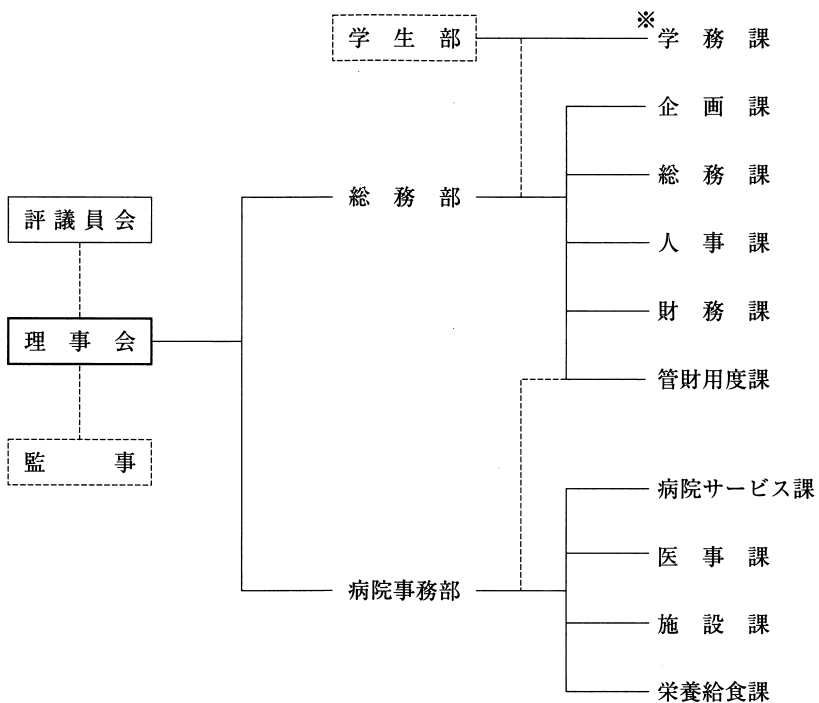 学生部
※学務課
企画課
総務部
総務課
評議員会
人事課
財務課
理事会
管財用度課
監事
病院サービス課
医事課
病院事務部
施設課
栄養給食課